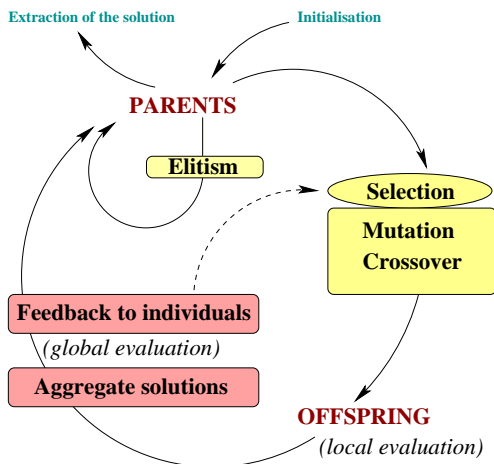 Extraction of the solution
Initialisation
PARENTS
Elitism
Selection
Mutation
Crossover
Feedback to individuals
(global evaluation)
Aggregate solutions
OFFSPRING
(local evaluation)